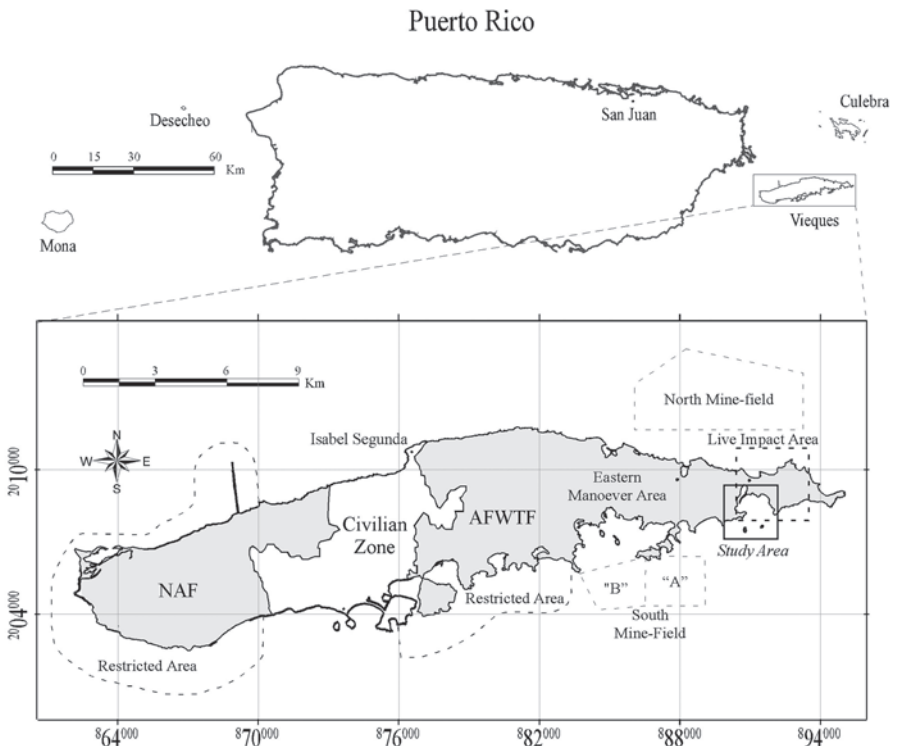 Puerto Rico
Culebra
San Juan
Desecheo
0 15 30 60
Km
Vieques
Mona
0 3 6 9
Km
North Mine-field
N
W E
S
Isabel Segunda
Live Impact Area
2010000
Eastern
Manoever Area
Civilian
Zone
AFWTF
Study Area
NAF
Restricted Area
"B" “A”
2004000
South
Mine-Field
Restricted Area
864000 870000 876000 882000 888000 894000